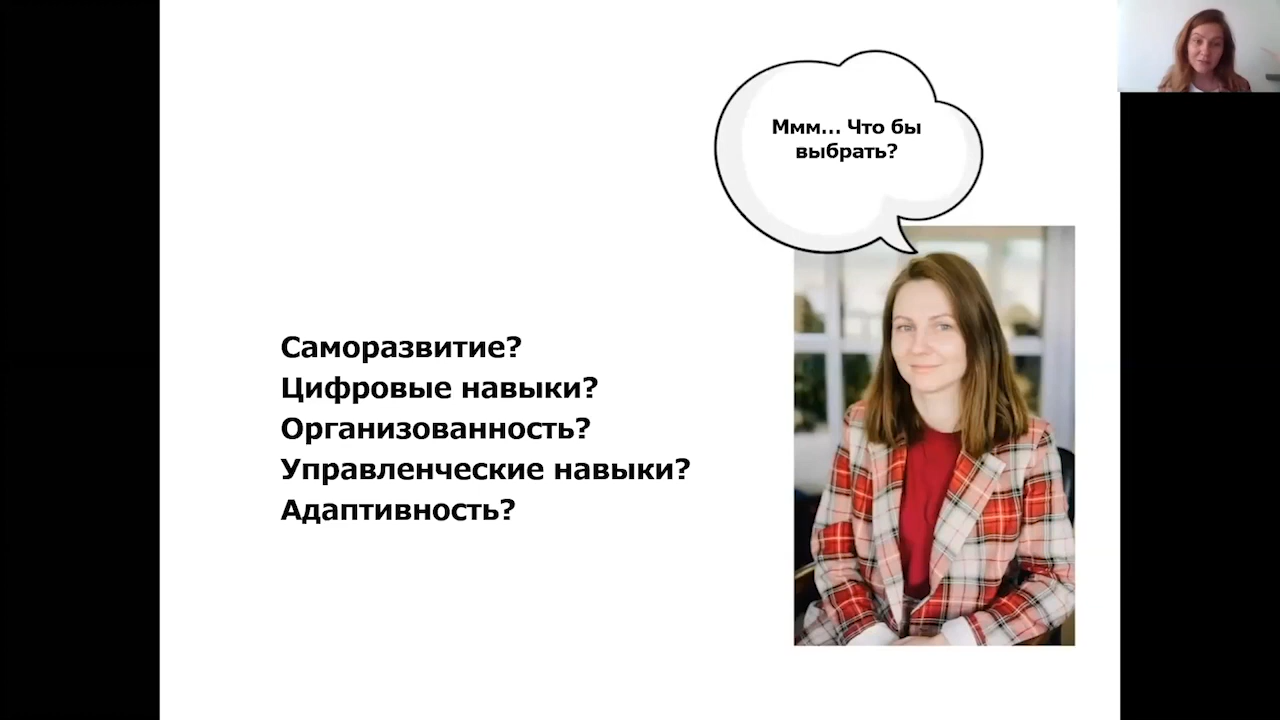 Ммм... Что бы
выбрать?
Саморазвитие?
Цифровые навыки?
Организованность?
Управленческие навыки?
Адаптивность?